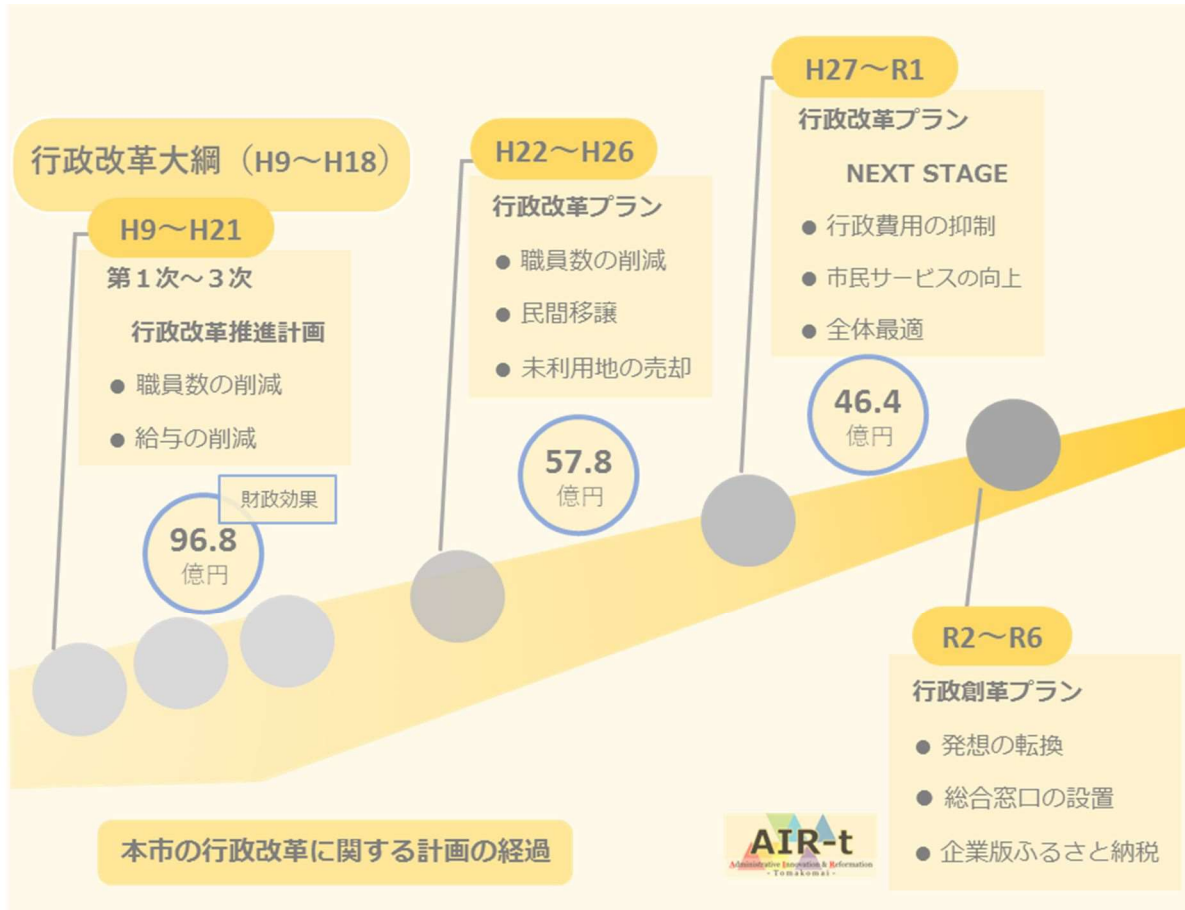 行政改革大綱（H9～H18）
H9～H21
第１次～３次
行政改革推進計画
● 職員数の削減
● 給与の削減
財政効果
96.8
億円
H22～H26
行政改革プラン
● 職員数の削減
● 民間移譲
● 未利用地の売却
57.8
億円
H27～R1
行政改革プラン
NEXT STAGE
● 行政費用の抑制
● 市民サービスの向上
● 全体最適
46.4
億円
R2～R6
行政創革プラン
● 発想の転換
● 総合窓口の設置
● 企業版ふるさと納税
本市の行政改革に関する計画の経過
AIR-t
Administrative Innovation & Reformation
- Tomakomai -